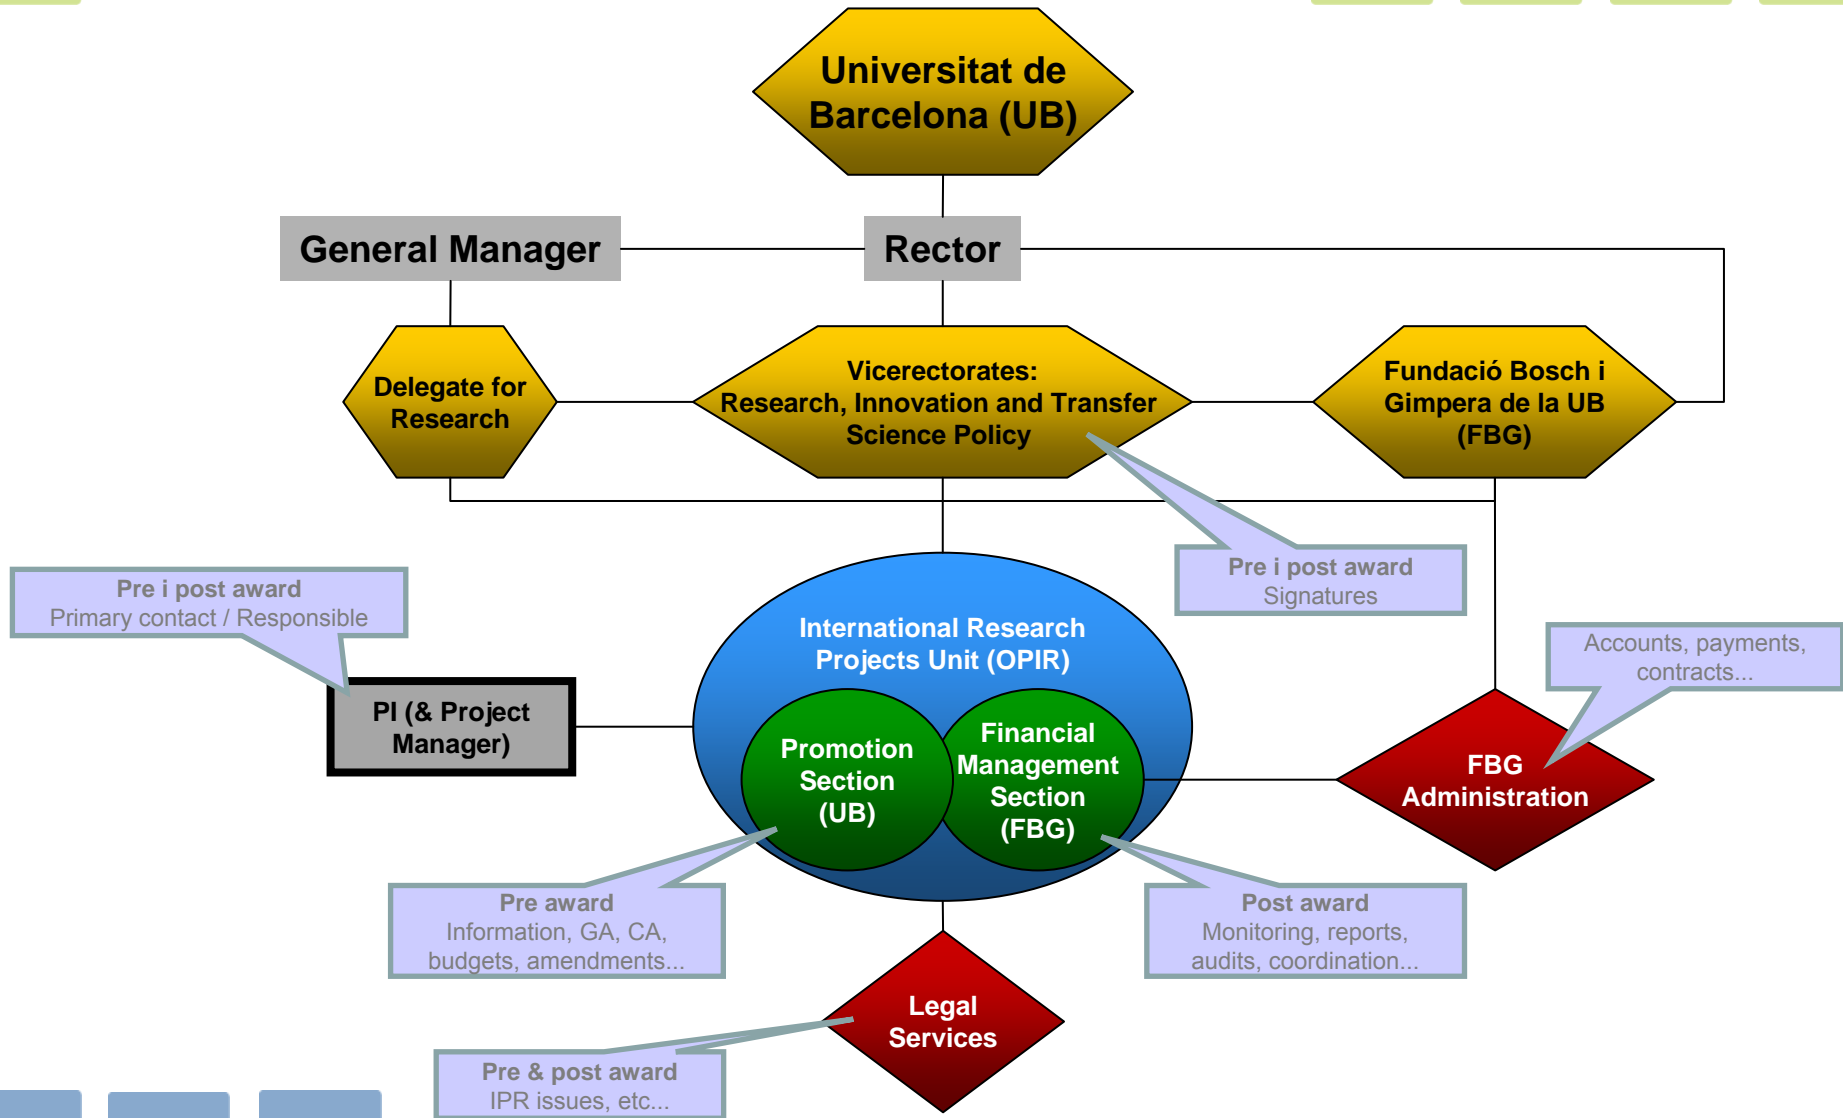 Universitat de
Barcelona (UB)
General Manager
Rector
Delegate for
Research
Vicerectorates:
Research, Innovation and Transfer
Science Policy
Fundació Bosch i
Gimpera de la UB
(FBG)
Pre i post award
Signatures
Pre i post award
Primary contact / Responsible
International Research
Projects Unit (OPIR)
Accounts, payments,
contracts...
PI (& Project
Manager)
Promotion
Section
(UB)
Financial
Management
Section
(FBG)
FBG
Administration
Pre award
Information, GA, CA,
budgets, amendments...
Post award
Monitoring, reports,
audits, coordination...
Legal
Services
Pre & post award
IPR issues, etc...